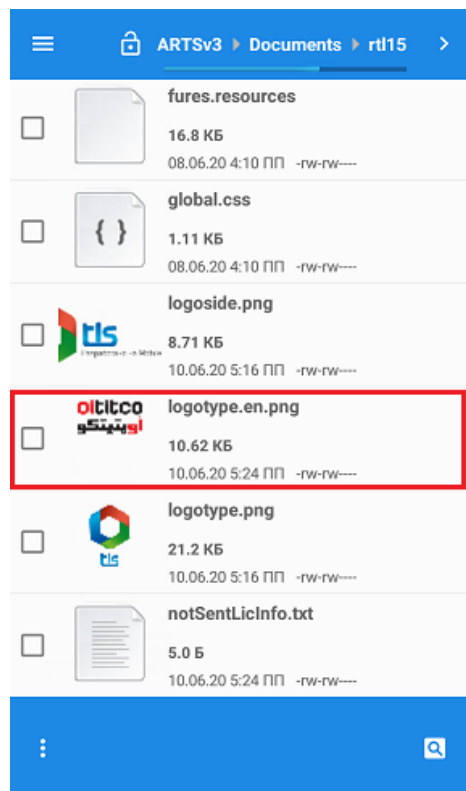 ARTSv3 Documents rtl15
fures.resources
16.8 КБ
08.06.20 4:10 ПП -rw-rw----
{ }
global.css
1.11 КБ
08.06.20 4:10 ПП -rw-rw----
tls
logoside.png
8.71 КБ
10.06.20 5:16 ПП -rw-rw----
oititco
اویتیتکو
logotype.en.png
10.62 КБ
10.06.20 5:24 ПП -rw-rw----
tls
logotype.png
21.2 КБ
10.06.20 5:16 ПП -rw-rw----
notSentLicInfo.txt
5.0 Б
10.06.20 5:24 ПП -rw-rw----